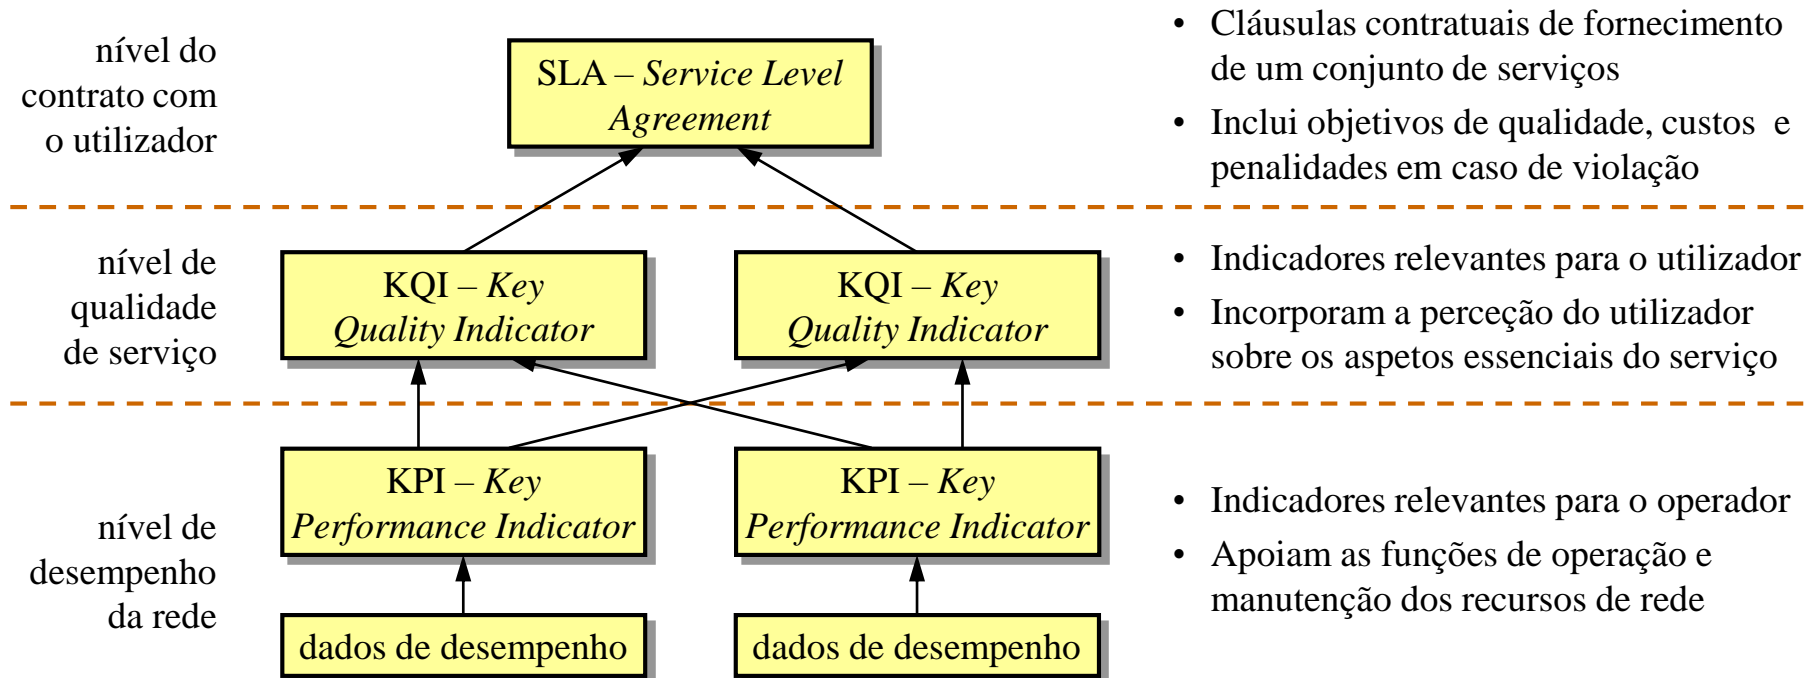 nível do
contrato com
o utilizador
SLA – Service Level
Agreement
• Cláusulas contratuais de fornecimento
de um conjunto de serviços
• Inclui objetivos de qualidade, custos e
penalidades em caso de violação
nível de
qualidade
de serviço
KQI – Key
Quality Indicator
KQI – Key
Quality Indicator
• Indicadores relevantes para o utilizador
• Incorporam a perceção do utilizador
sobre os aspetos essenciais do serviço
nível de
desempenho
da rede
KPI – Key
Performance Indicator
KPI – Key
Performance Indicator
dados de desempenho
dados de desempenho
• Indicadores relevantes para o operador
• Apoiam as funções de operação e
manutenção dos recursos de rede